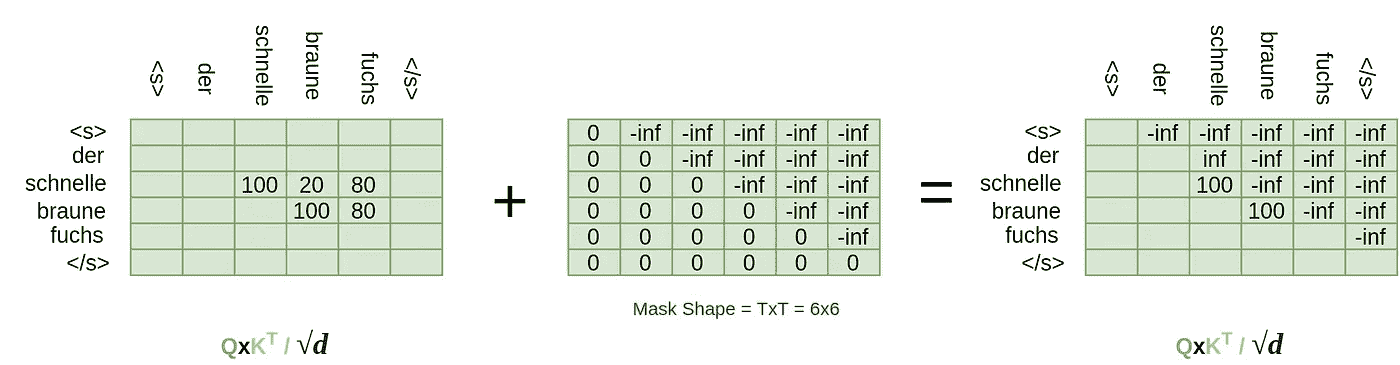 <s> der schnelle braune fuchs </s>
<s>
der
schnelle 100 20 80
braune 100 80
fuchs
</s>
QxKᵀ / √d
+
0 -inf -inf -inf -inf -inf
0 0 -inf -inf -inf -inf
0 0 0 -inf -inf -inf
0 0 0 0 -inf -inf
0 0 0 0 0 -inf
0 0 0 0 0 0
Mask Shape = TxT = 6x6
=
<s> der schnelle braune fuchs </s>
<s> -inf -inf -inf -inf -inf
der inf -inf -inf -inf
schnelle 100 -inf -inf -inf
braune 100 -inf -inf
fuchs -inf
</s>
QxKᵀ / √d